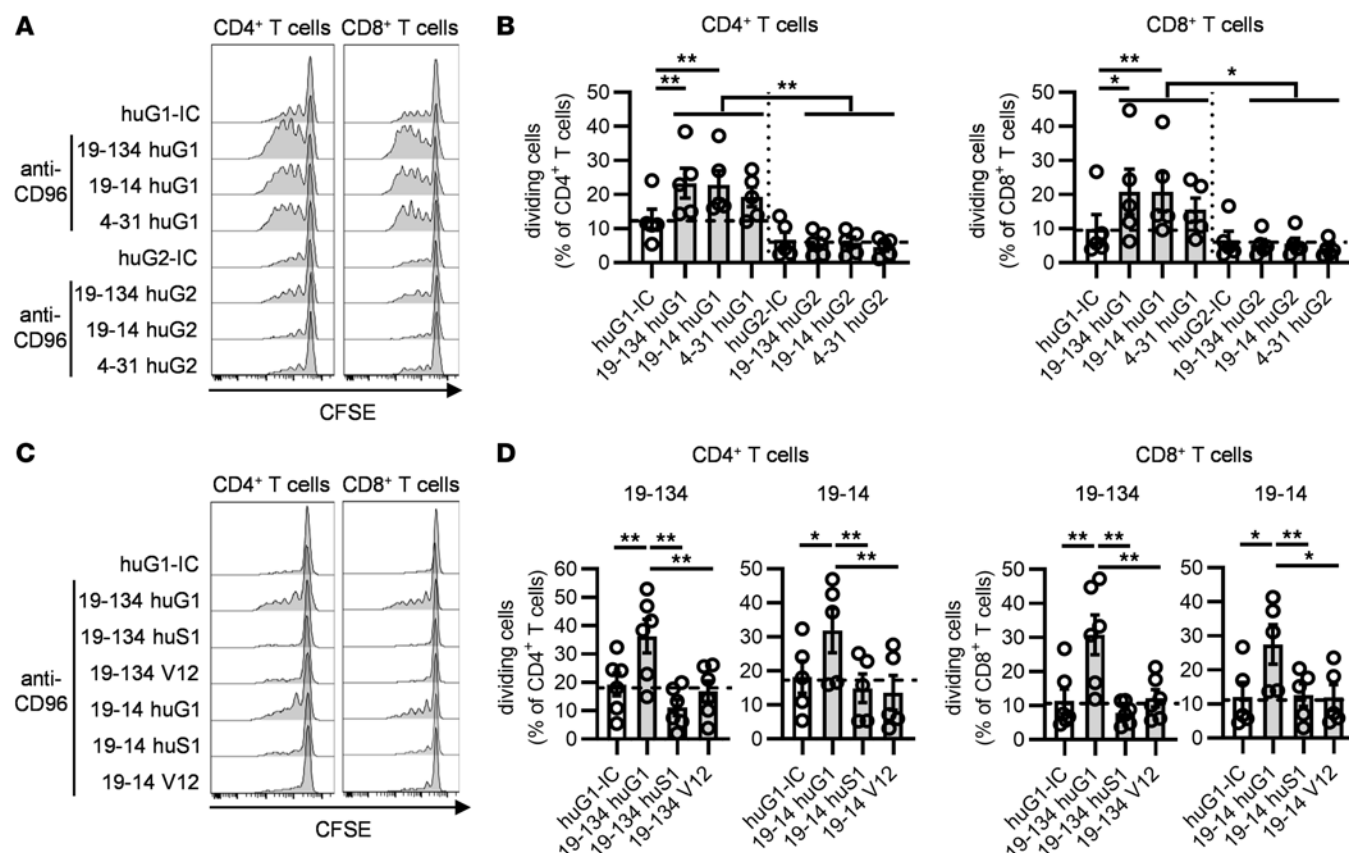 A
CD4+ T cells CD8+ T cells
huG1-IC
anti-CD96
19-134 huG1
19-14 huG1
4-31 huG1
huG2-IC
anti-CD96
19-134 huG2
19-14 huG2
4-31 huG2
CFSE
B
CD4+ T cells
** ** **
dividing cells
(% of CD4+ T cells)
50
40
30
20
10
0
huG1-IC
19-134 huG1
19-14 huG1
4-31 huG1
huG2-IC
19-134 huG2
19-14 huG2
4-31 huG2
CD8+ T cells
** * *
dividing cells
(% of CD8+ T cells)
50
40
30
20
10
0
huG1-IC
19-134 huG1
19-14 huG1
4-31 huG1
huG2-IC
19-134 huG2
19-14 huG2
4-31 huG2
C
CD4+ T cells CD8+ T cells
huG1-IC
anti-CD96
19-134 huG1
19-134 huS1
19-134 V12
19-14 huG1
19-14 huS1
19-14 V12
CFSE
D
CD4+ T cells
19-134
** ** **
dividing cells
(% of CD4+ T cells)
60
50
40
30
20
10
0
huG1-IC
19-134 huG1
19-134 huS1
19-134 V12
19-14
* ** **
50
40
30
20
10
0
huG1-IC
19-14 huG1
19-14 huS1
19-14 V12
CD8+ T cells
19-134
** ** **
dividing cells
(% of CD8+ T cells)
50
40
30
20
10
0
huG1-IC
19-134 huG1
19-134 huS1
19-134 V12
19-14
* ** *
50
40
30
20
10
0
huG1-IC
19-14 huG1
19-14 huS1
19-14 V12